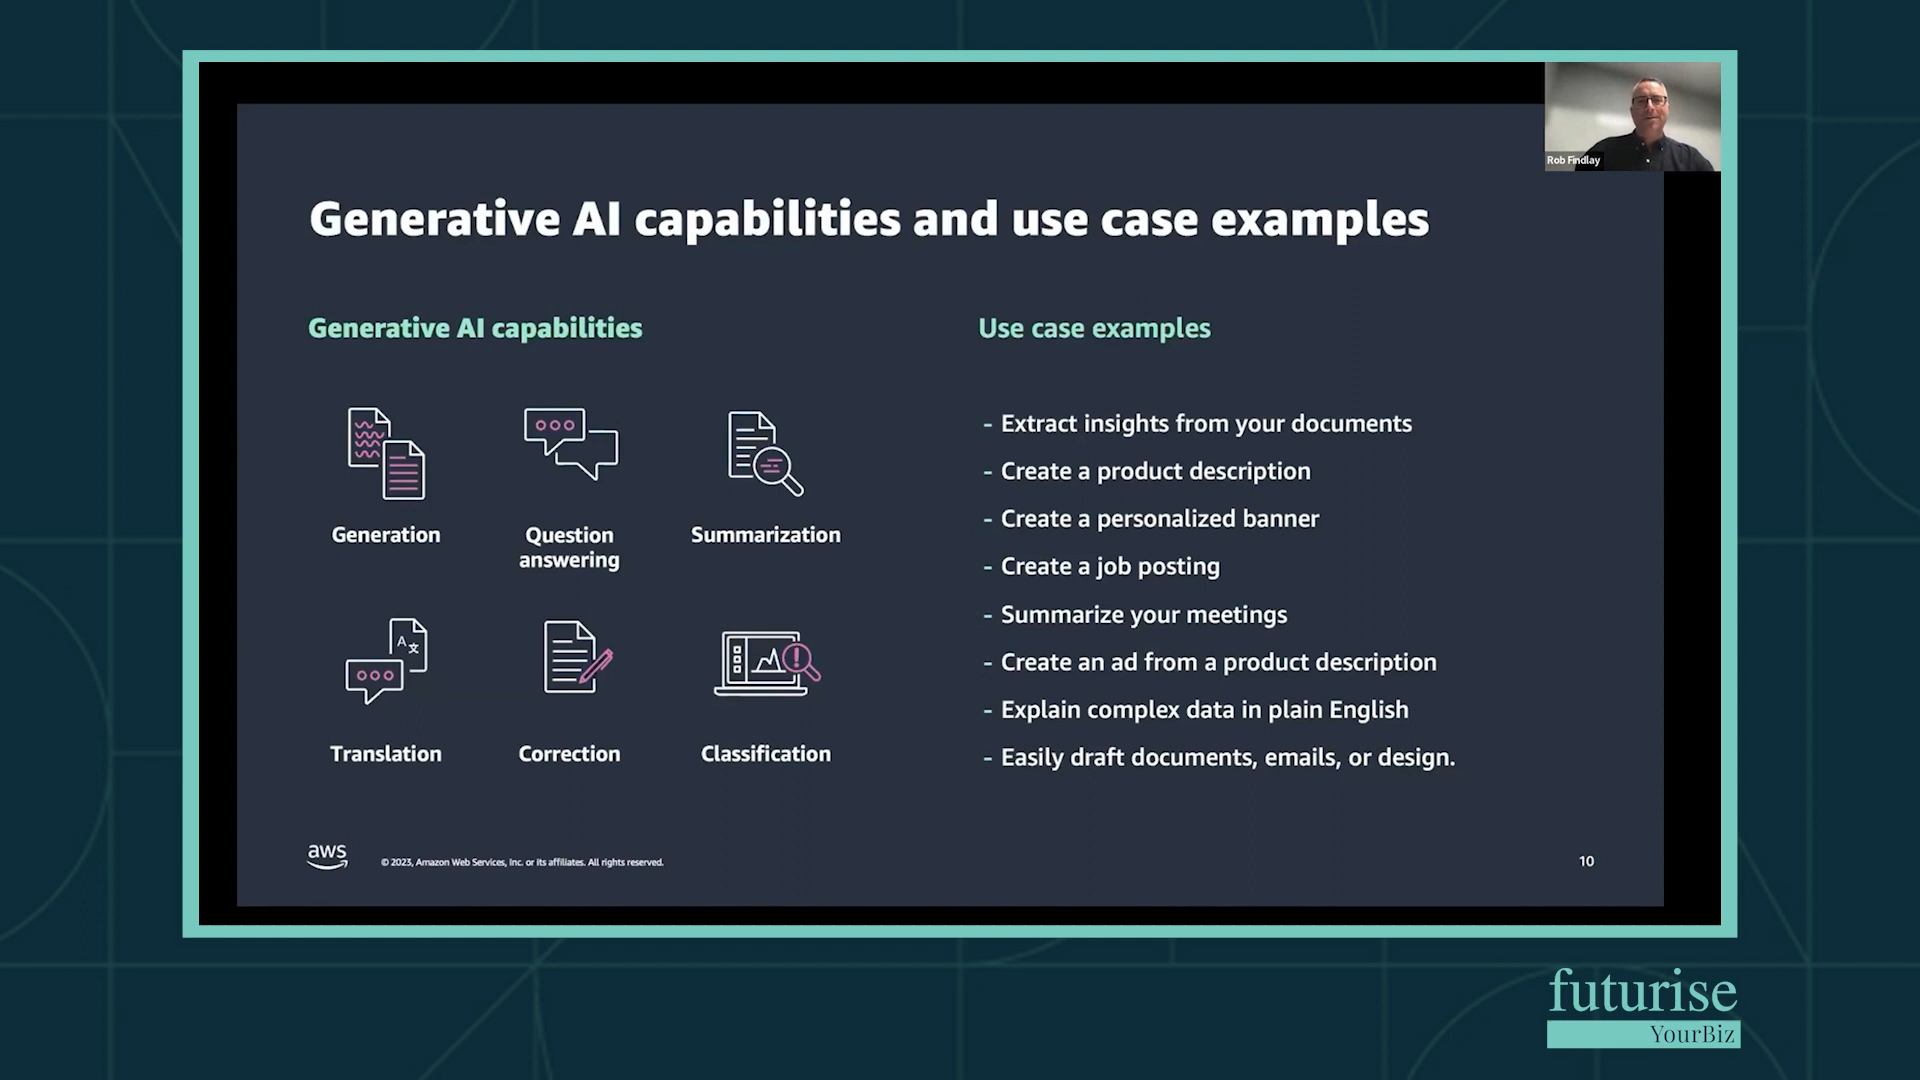 Rob Findlay
Generative AI capabilities and use case examples
Generative AI capabilities
Generation
Question
answering
Summarization
A文
Translation
Correction
Classification
Use case examples
- Extract insights from your documents
- Create a product description
- Create a personalized banner
- Create a job posting
- Summarize your meetings
- Create an ad from a product description
- Explain complex data in plain English
- Easily draft documents, emails, or design.
aws
© 2023, Amazon Web Services, Inc. or its affiliates. All rights reserved.
10
futurise
YourBiz